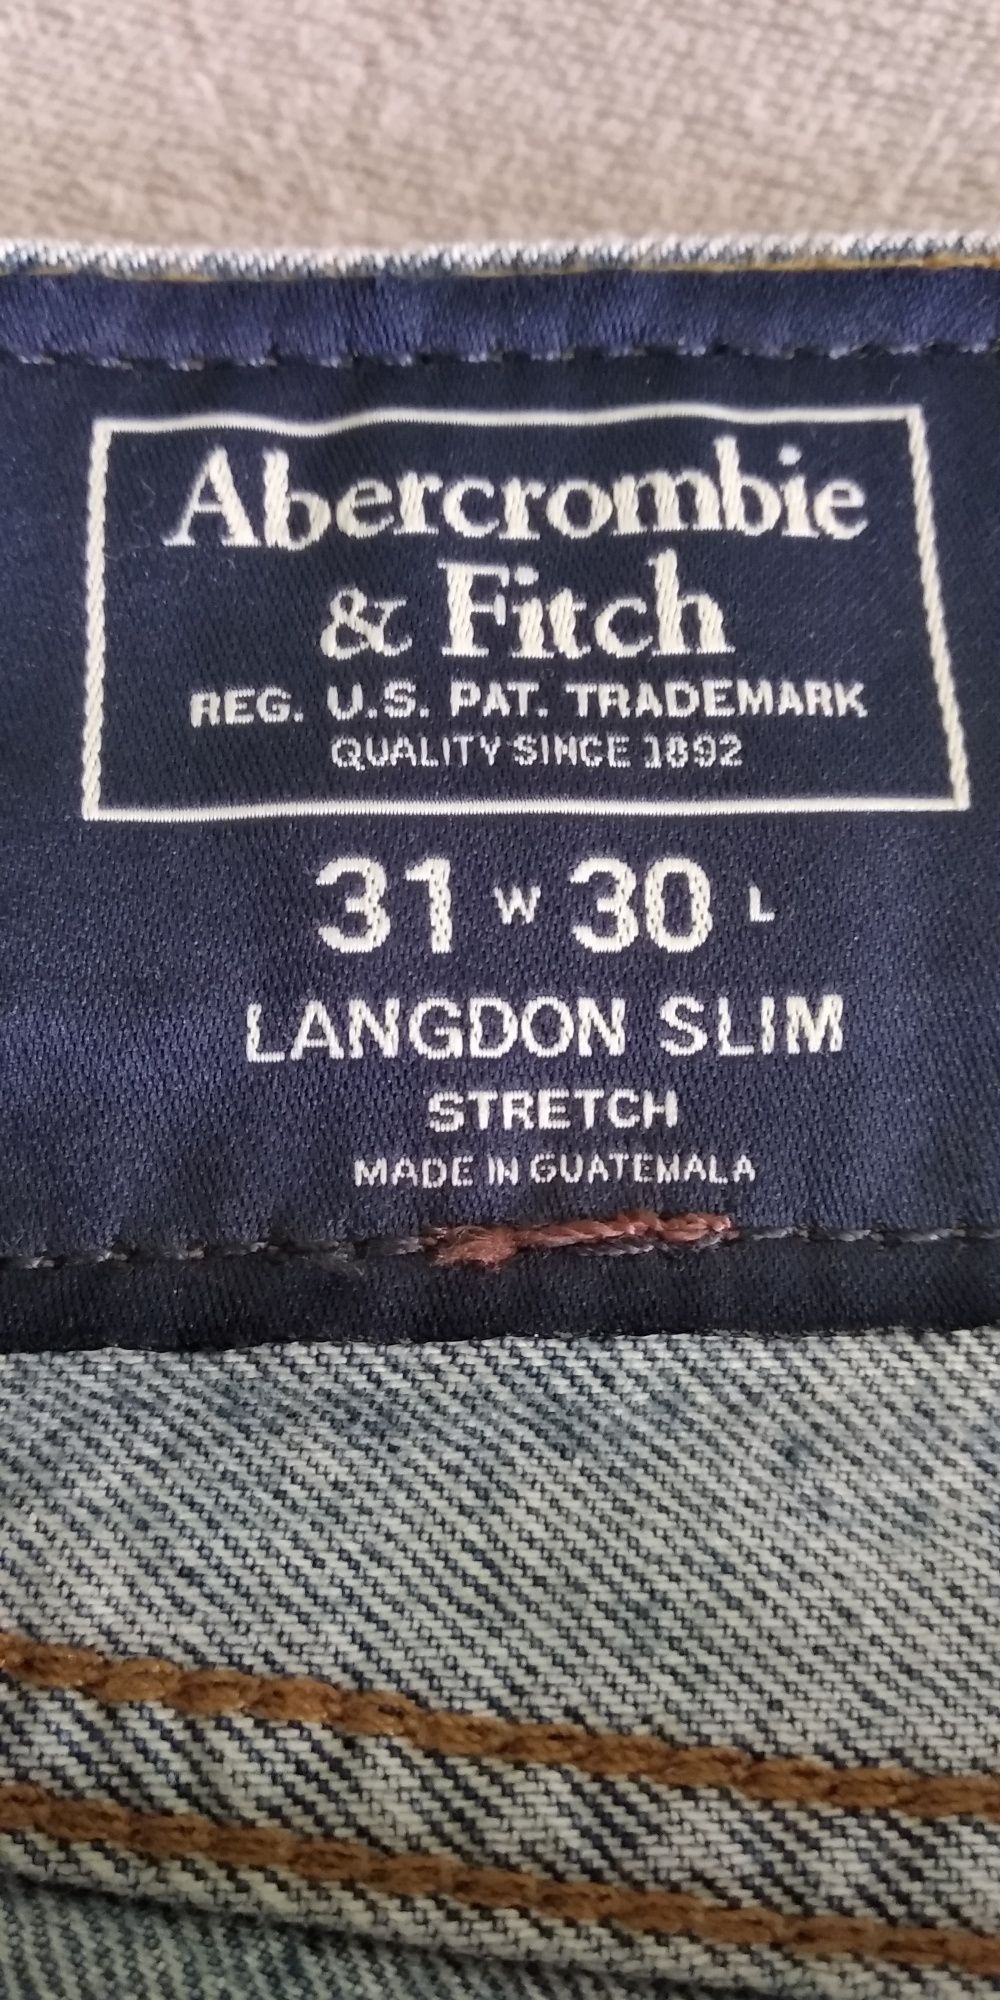 Abercrombie
& Fitch
REG. U.S. PAT. TRADEMARK
QUALITY SINCE 1892
31 W 30 L
LANGDON SLIM
STRETCH
MADE IN GUATEMALA